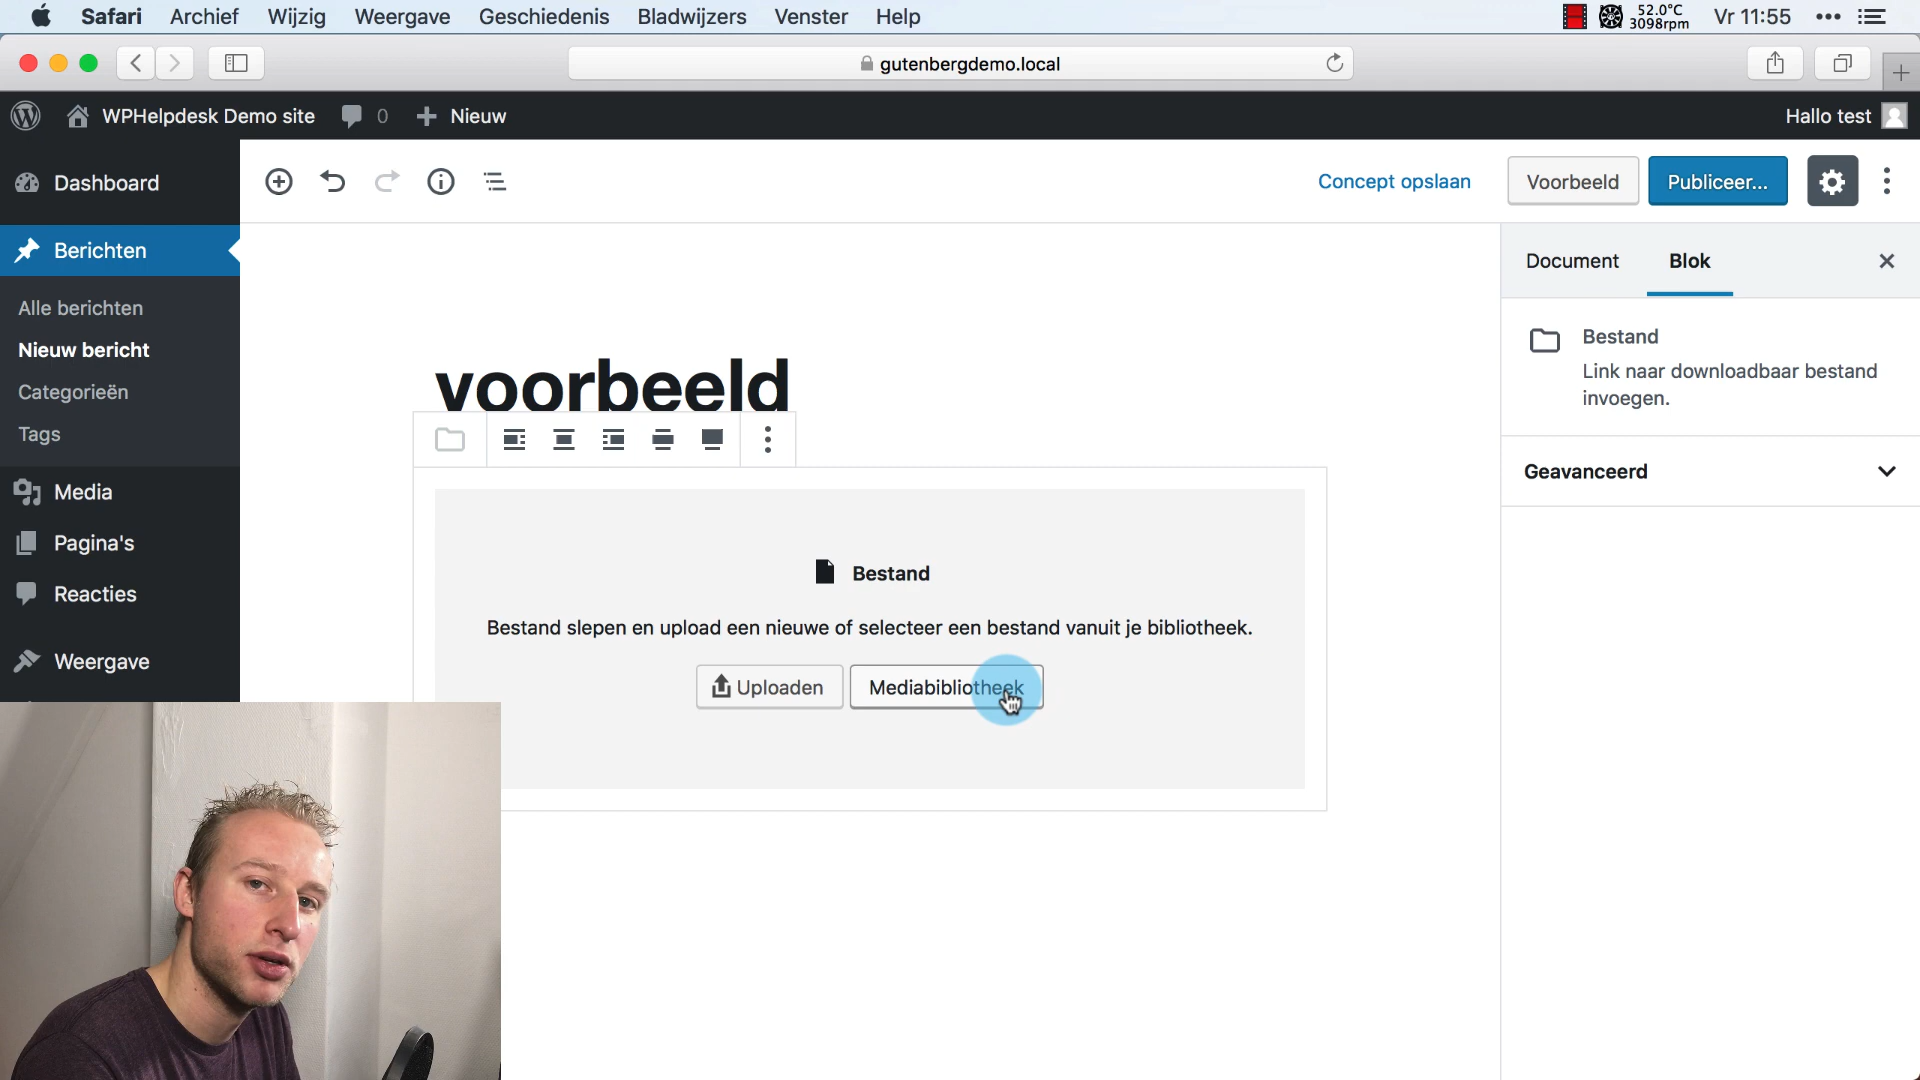 Safari Archief Wijzig Weergave Geschiedenis Bladwijzers Venster Help
52.0°C
3098rpm
Vr 11:55
gutenbergdemo.local
WPHelpdesk Demo site 0 Nieuw
Hallo test
Dashboard
Berichten
Alle berichten
Nieuw bericht
Categorieën
Tags
Media
Pagina's
Reacties
Weergave
Concept opslaan
Voorbeeld
Publiceer...
voorbeeld
Bestand
Bestand slepen en upload een nieuwe of selecteer een bestand vanuit je bibliotheek.
Uploaden
Mediabibliotheek
Document
Blok
Bestand
Link naar downloadbaar bestand
invoegen.
Geavanceerd